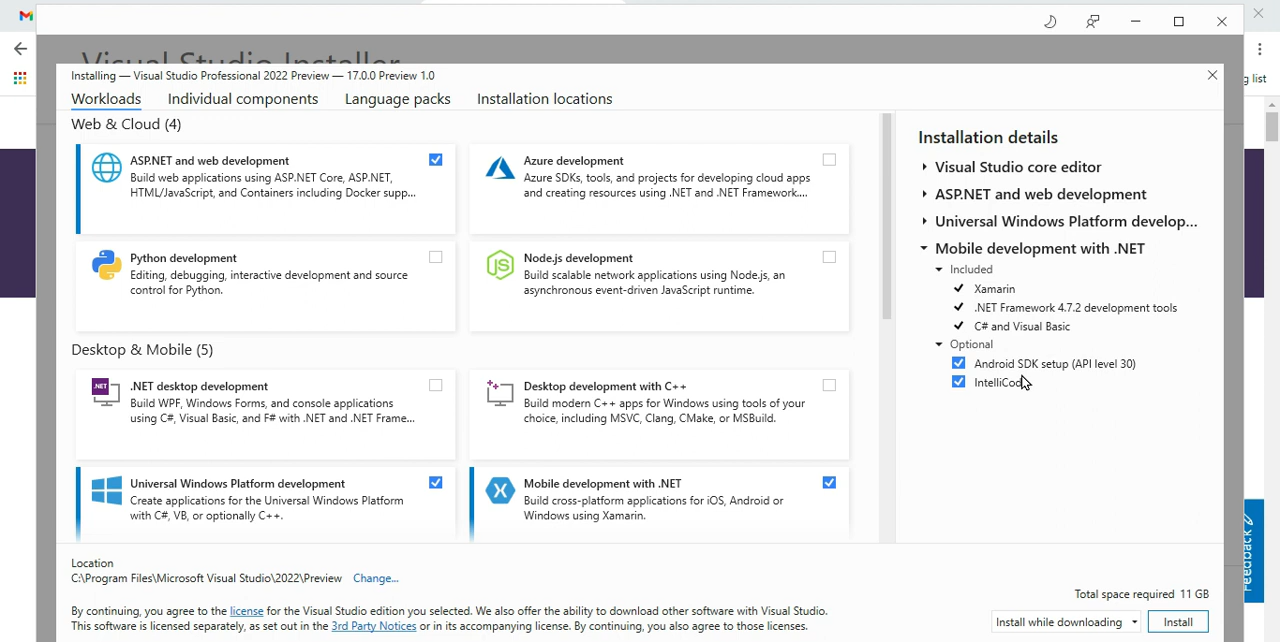 Visual Studio Installer
Installing — Visual Studio Professional 2022 Preview — 17.0.0 Preview 1.0
Workloads Individual components Language packs Installation locations
Web & Cloud (4)
ASP.NET and web development
Build web applications using ASP.NET Core, ASP.NET,
HTML/JavaScript, and Containers including Docker supp...
Azure development
Azure SDKs, tools, and projects for developing cloud apps
and creating resources using .NET and .NET Framework....
Python development
Editing, debugging, interactive development and source
control for Python.
Node.js development
Build scalable network applications using Node.js, an
asynchronous event-driven JavaScript runtime.
Desktop & Mobile (5)
.NET
.NET desktop development
Build WPF, Windows Forms, and console applications
using C#, Visual Basic, and F# with .NET and .NET Frame...
Desktop development with C++
Build modern C++ apps for Windows using tools of your
choice, including MSVC, Clang, CMake, or MSBuild.
Universal Windows Platform development
Create applications for the Universal Windows Platform
with C#, VB, or optionally C++.
Mobile development with .NET
Build cross-platform applications for iOS, Android or
Windows using Xamarin.
Installation details
Visual Studio core editor
ASP.NET and web development
Universal Windows Platform develop...
Mobile development with .NET
Included
Xamarin
.NET Framework 4.7.2 development tools
C# and Visual Basic
Optional
Android SDK setup (API level 30)
IntelliCod
Location
C:\Program Files\Microsoft Visual Studio\2022\Preview Change...
Total space required 11 GB
By continuing, you agree to the license for the Visual Studio edition you selected. We also offer the ability to download other software with Visual Studio.
This software is licensed separately, as set out in the 3rd Party Notices or in its accompanying license. By continuing, you also agree to those licenses.
Install while downloading Install
g list
Feedback